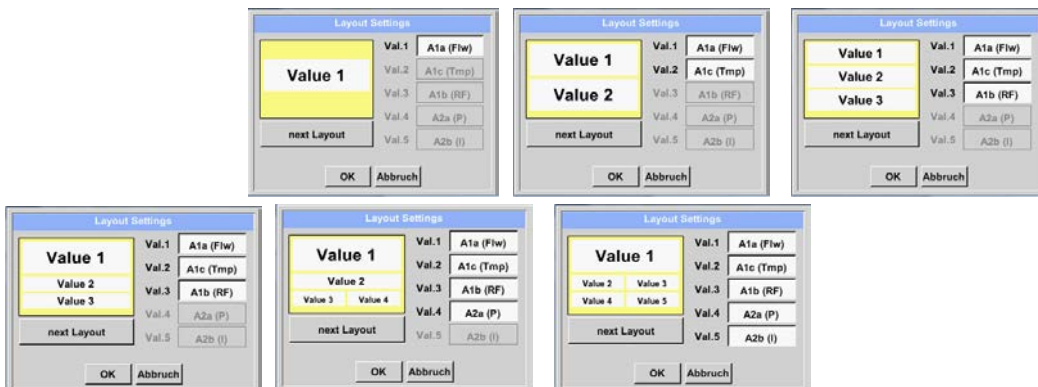 Layout Settings
Value 1
Val.1 A1a (Flw)
Val.2 A1c (Tmp)
Val.3 A1b (RF)
Val.4 A2a (P)
Val.5 A2b (I)
next Layout
OK Abbruch
Layout Settings
Value 1
Value 2
Val.1 A1a (Flw)
Val.2 A1c (Tmp)
Val.3 A1b (RF)
Val.4 A2a (P)
Val.5 A2b (I)
next Layout
OK Abbruch
Layout Settings
Value 1
Value 2
Value 3
Val.1 A1a (Flw)
Val.2 A1c (Tmp)
Val.3 A1b (RF)
Val.4 A2a (P)
Val.5 A2b (I)
next Layout
OK Abbruch
Layout Settings
Value 1
Value 2
Value 3
Val.1 A1a (Flw)
Val.2 A1c (Tmp)
Val.3 A1b (RF)
Val.4 A2a (P)
Val.5 A2b (I)
next Layout
OK Abbruch
Layout Settings
Value 1
Value 2
Value 3 Value 4
Val.1 A1a (Flw)
Val.2 A1c (Tmp)
Val.3 A1b (RF)
Val.4 A2a (P)
Val.5 A2b (I)
next Layout
OK Abbruch
Layout Settings
Value 1
Value 2 Value 3
Value 4 Value 5
Val.1 A1a (Flw)
Val.2 A1c (Tmp)
Val.3 A1b (RF)
Val.4 A2a (P)
Val.5 A2b (I)
next Layout
OK Abbruch